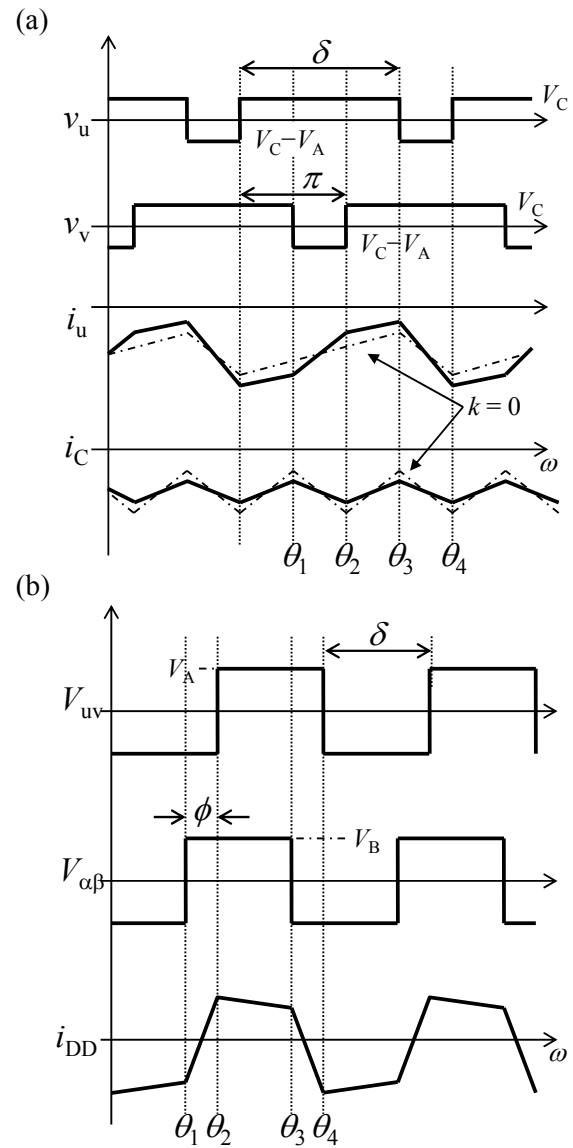 (a)
δ
v_u
V_C
V_C−V_A
π
v_v
V_C
V_C−V_A
i_u
k = 0
i_C
ω
θ_1 θ_2 θ_3 θ_4
(b)
δ
V_A
V_uv
ϕ
V_B
V_αβ
i_DD
ω
θ_1 θ_2 θ_3 θ_4